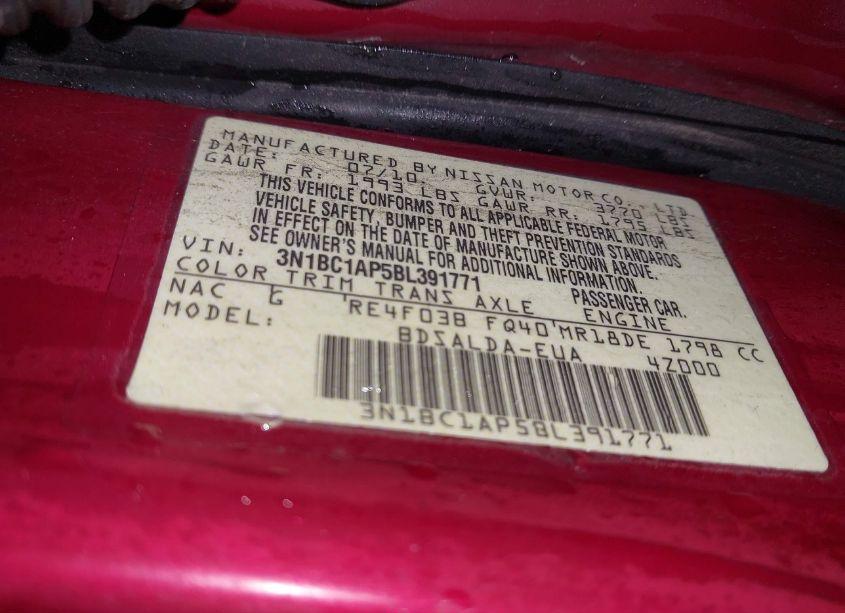 MANUFACTURED BY NISSAN MOTOR CO., LTD
DATE: 07/10 GVWR: 3770 LBS
GAWR FR: 1993 LBS GAWR RR: 1795 LBS
THIS VEHICLE CONFORMS TO ALL APPLICABLE FEDERAL MOTOR
VEHICLE SAFETY, BUMPER AND THEFT PREVENTION STANDARDS
IN EFFECT ON THE DATE OF MANUFACTURE SHOWN ABOVE.
SEE OWNER'S MANUAL FOR ADDITIONAL INFORMATION.
VIN: 3N1BC1AP5BL391771 PASSENGER CAR.
COLOR TRIM TRANS AXLE ENGINE
NAC G RE4F03B FQ40 MR18DE 1798 CC
MODEL: BDSALDA-EUA 4Z000
3N1BC1AP5BL391771